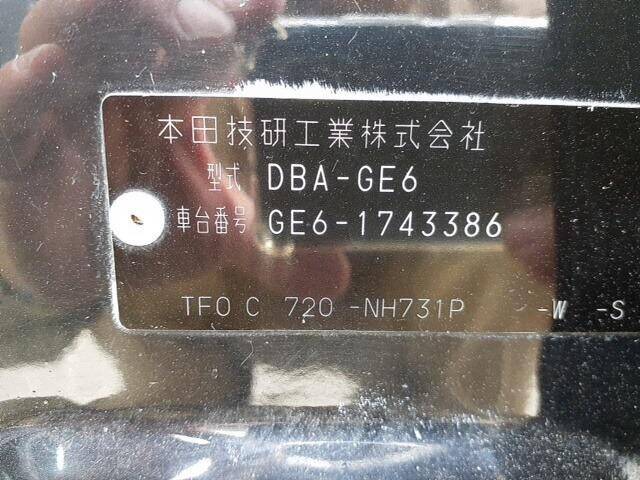 本田技研工業株式会社
型式 DBA-GE6
車台番号 GE6-1743386
TF0 C 720 -NH731P -W -S